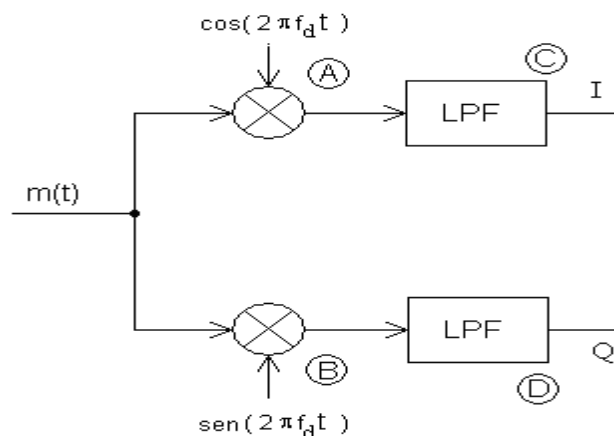 cos(2πf_d t)
A
C
LPF
I
m(t)
LPF
B
D
Q
sen(2πf_d t)